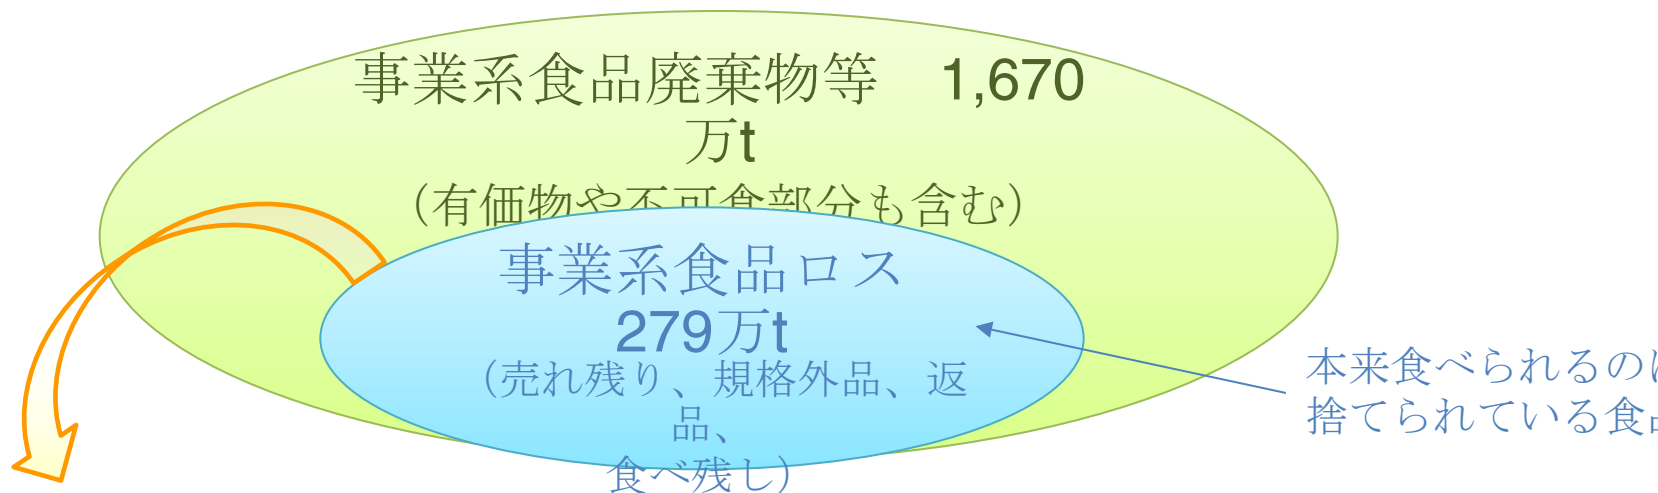 事業系食品廃棄物等　1,670
万t
（有価物や不可食部分も含む）
事業系食品ロス
279万t
（売れ残り、規格外品、返
品、
食べ残し）
本来食べられるのに
捨てられている食品